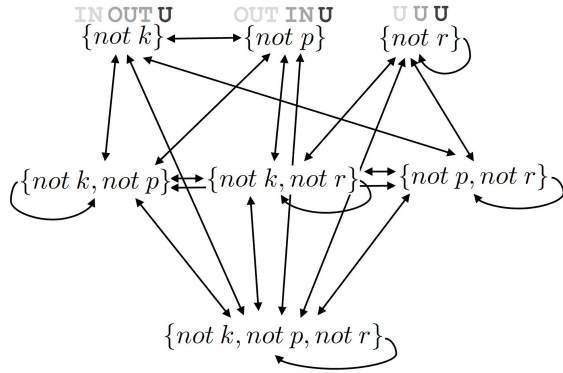 IN OUT U OUT IN U U U U
{not k} {not p} {not r}
{not k, not p} {not k, not r} {not p, not r}
{not k, not p, not r}